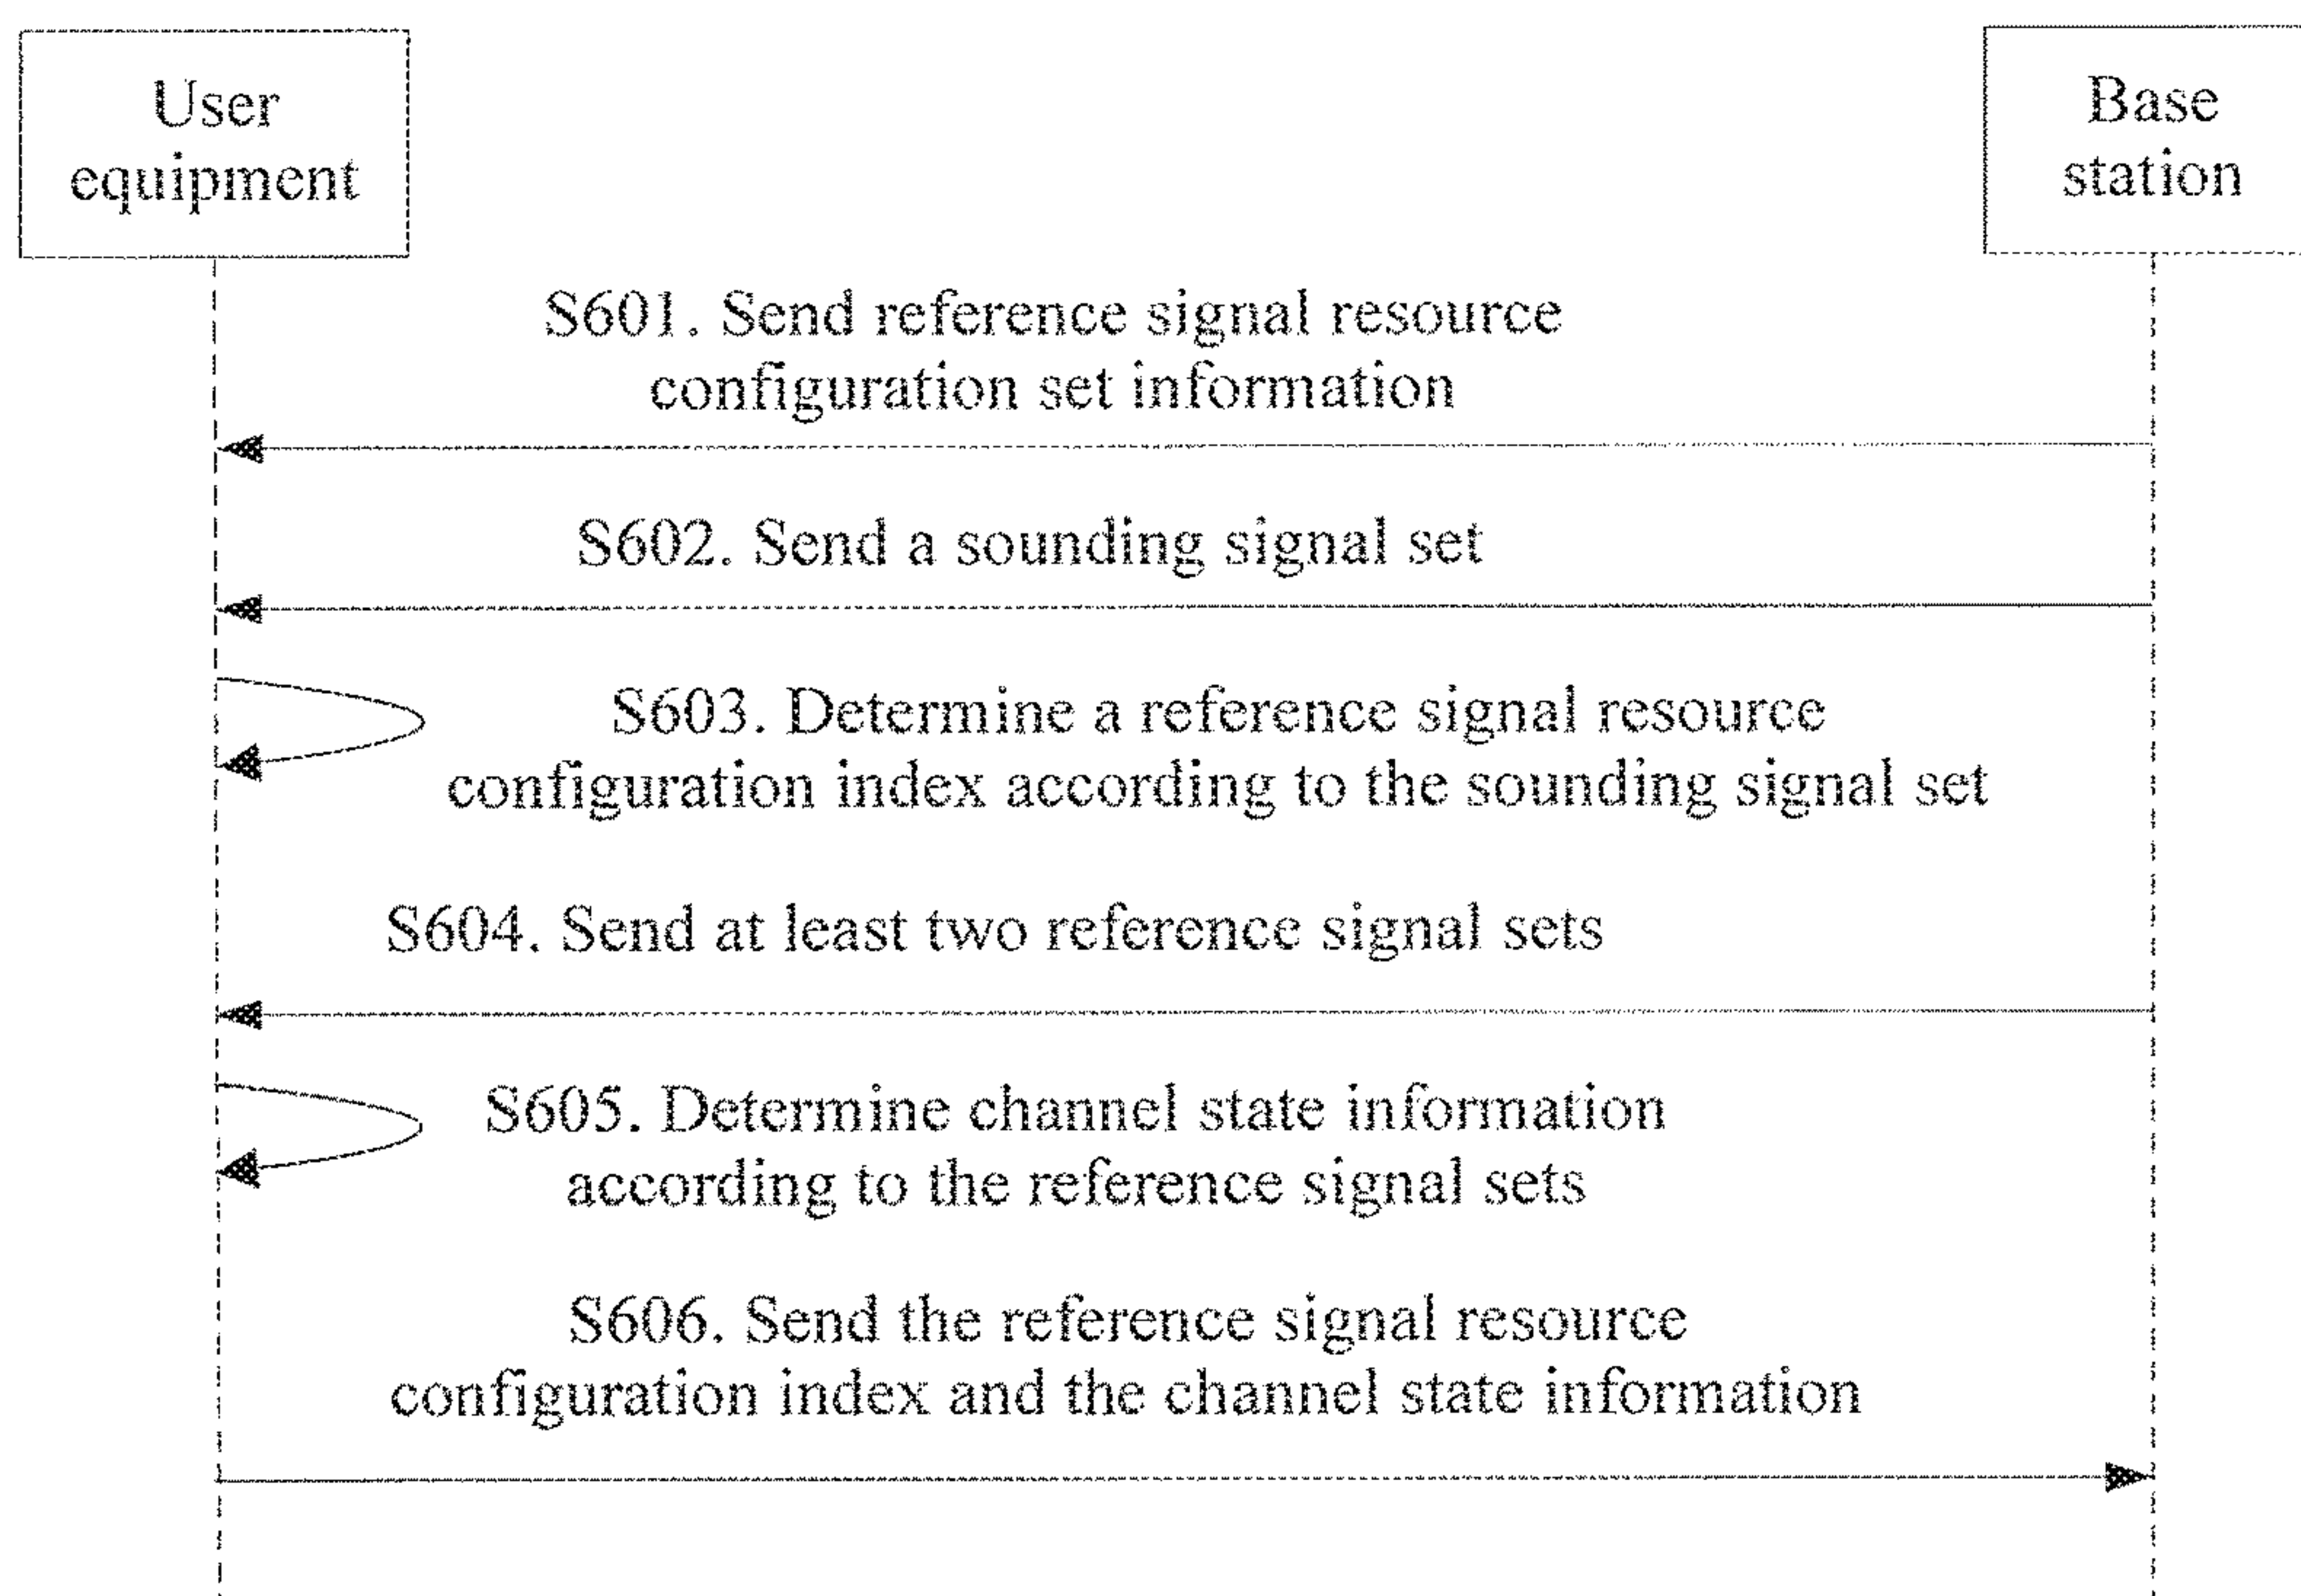 User
equipment
Base
station
S601. Send reference signal resource
configuration set information
S602. Send a sounding signal set
S603. Determine a reference signal resource
configuration index according to the sounding signal set
S604. Send at least two reference signal sets
S605. Determine channel state information
according to the reference signal sets
S606. Send the reference signal resource
configuration index and the channel state information